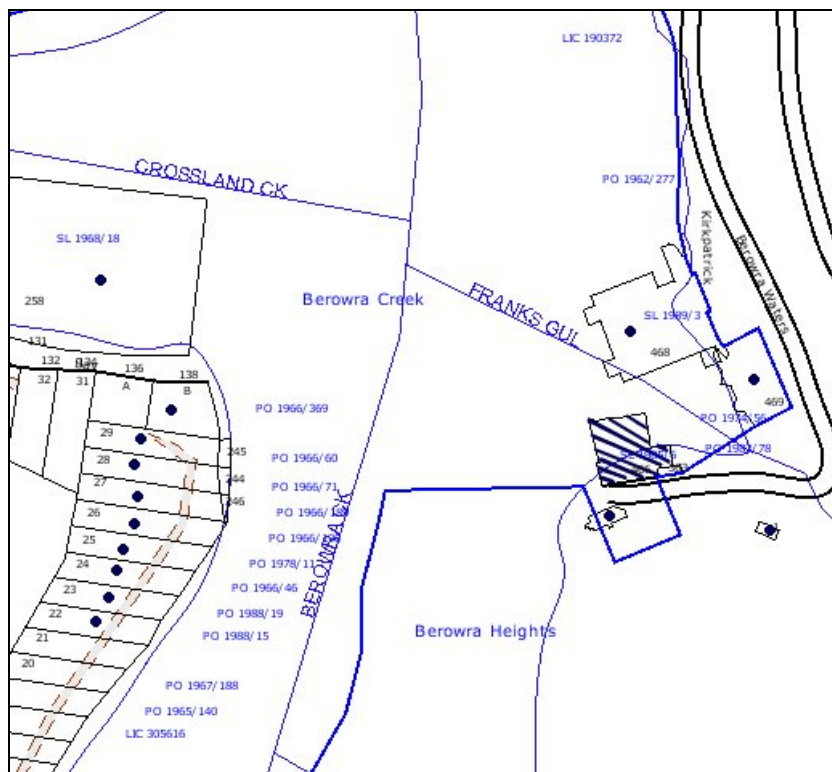 LIC 190372
CROSSLAND CK
PO 1962/277
SL 1968/18
Kirkpatrick
Berowra Waters
258
Berowra Creek
FRANKS GUL
SL 1989/3
131
468
132
134
136
138
32
31
A
B
469
PO 1966/369
PO 1974/56
29
245
28
PO 1966/60
244
27
PO 1966/71
246
26
25
24
PO 1966/46
23
PO 1988/19
22
BEROWRA CK
PO 1988/15
21
Berowra Heights
20
PO 1967/188
PO 1965/140
LIC 305616